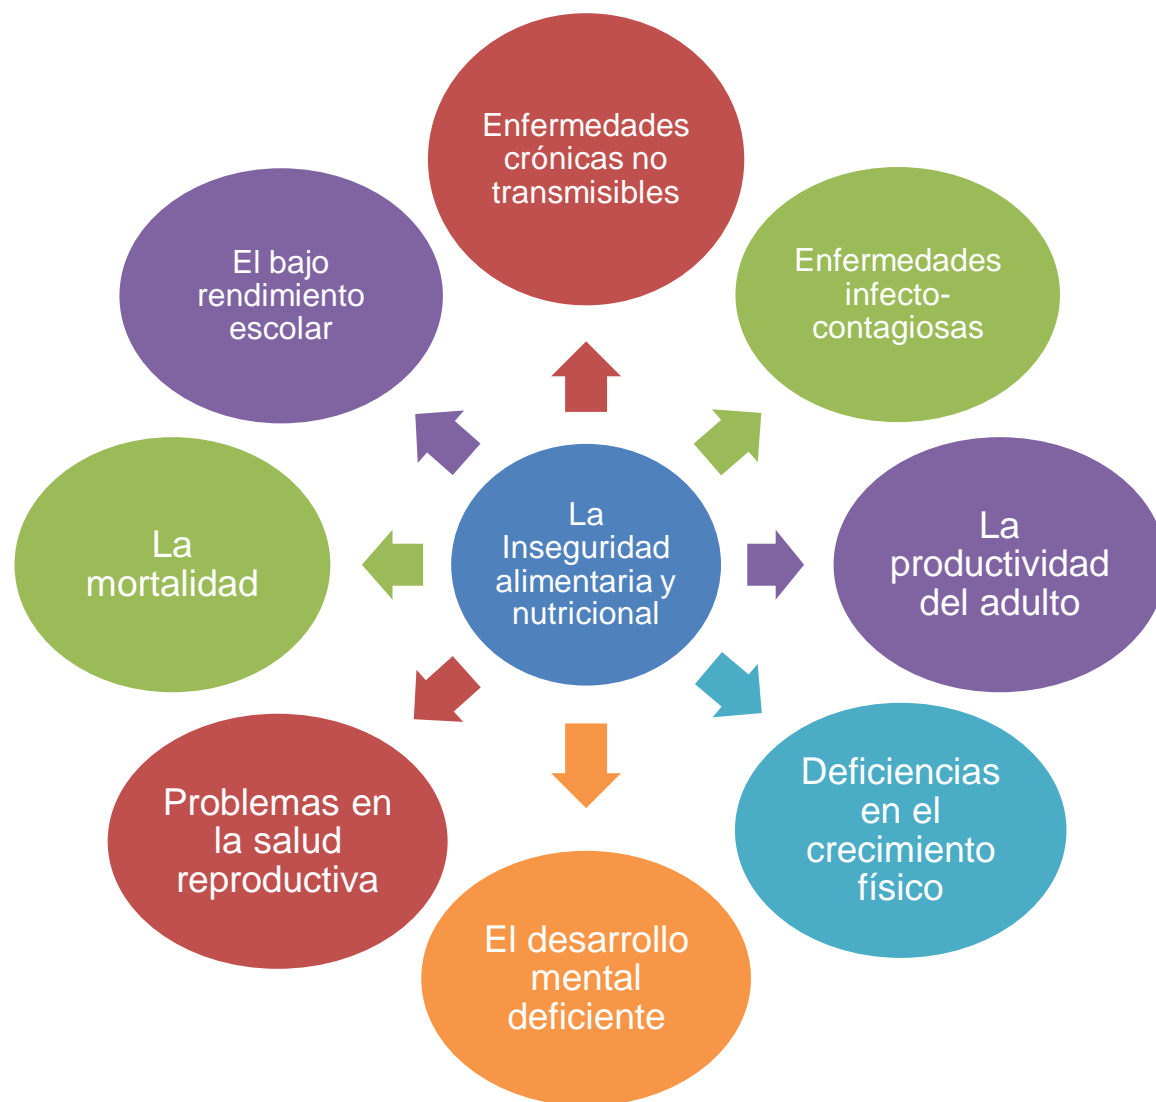 Enfermedades
crónicas no
transmisibles
Enfermedades
infecto-
contagiosas
La
productividad
del adulto
Deficiencias
en el
crecimiento
físico
El desarrollo
mental
deficiente
Problemas en
la salud
reproductiva
La
mortalidad
El bajo
rendimiento
escolar
La
Inseguridad
alimentaria y
nutricional